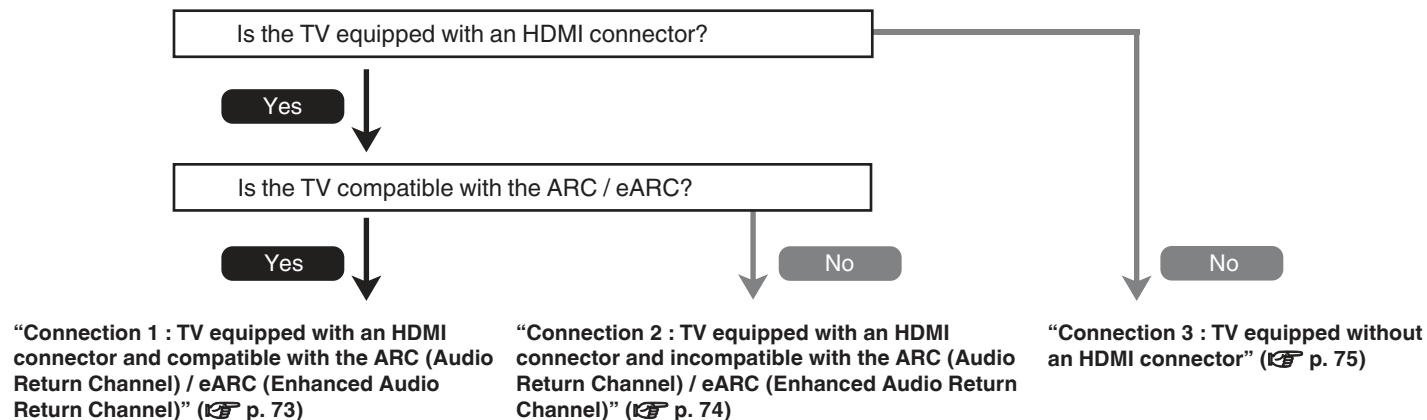 Is the TV equipped with an HDMI connector?
Yes
Is the TV compatible with the ARC / eARC?
Yes
No
No
“Connection 1 : TV equipped with an HDMI
connector and compatible with the ARC (Audio
Return Channel) / eARC (Enhanced Audio
Return Channel)” (☞ p. 73)
“Connection 2 : TV equipped with an HDMI
connector and incompatible with the ARC (Audio
Return Channel) / eARC (Enhanced Audio Return
Channel)” (☞ p. 74)
“Connection 3 : TV equipped without
an HDMI connector” (☞ p. 75)